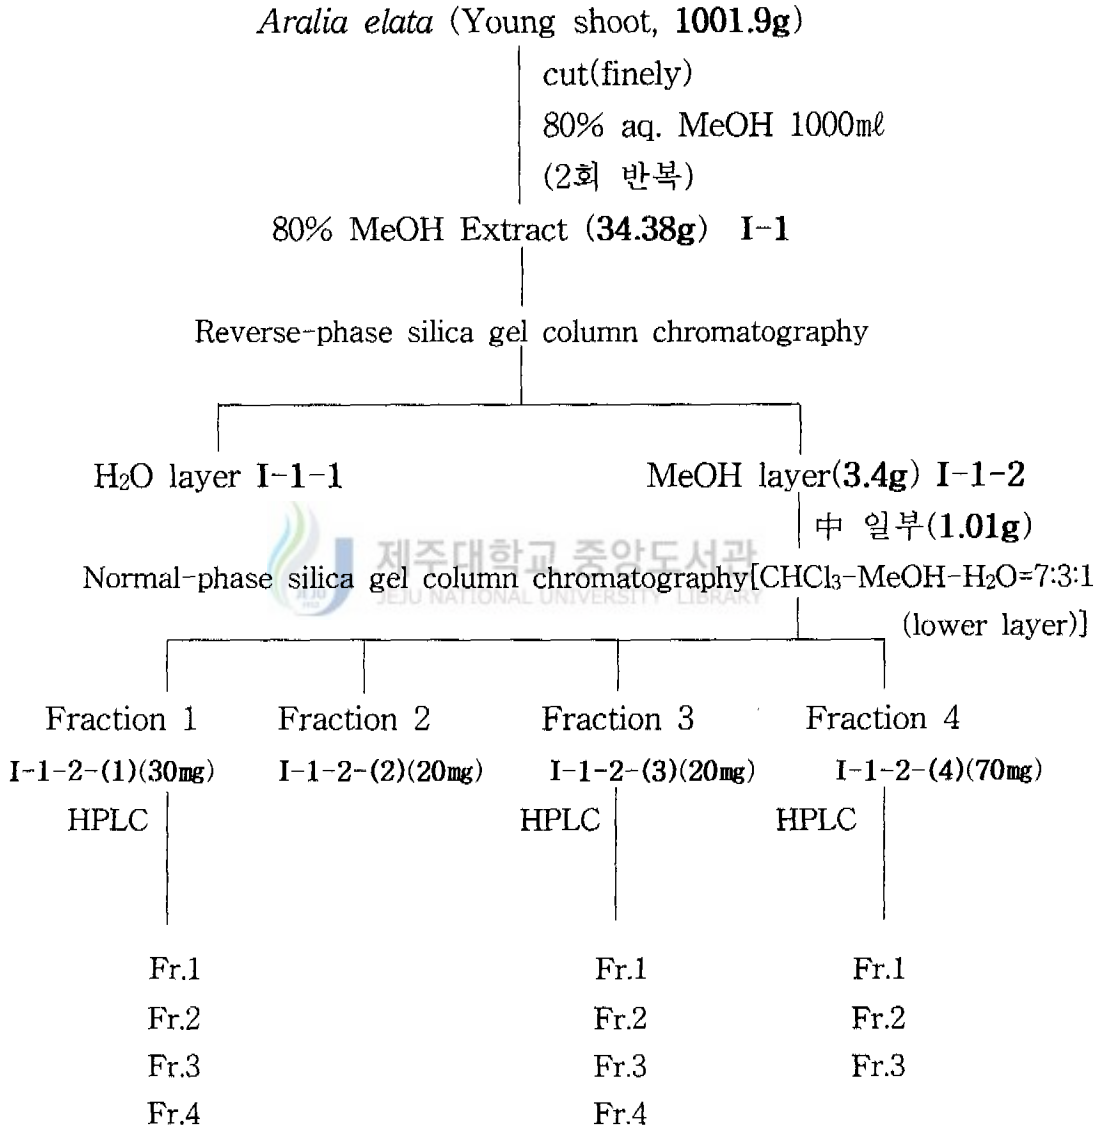 Aralia elata (Young shoot, 1001.9g)
cut(finely)
80% aq. MeOH 1000mℓ
(2회 반복)
80% MeOH Extract (34.38g) I-1
Reverse-phase silica gel column chromatography
H₂O layer I-1-1
MeOH layer(3.4g) I-1-2
中 일부(1.01g)
제주대학교 중앙도서관
Normal-phase silica gel column chromatography[CHCl₃-MeOH-H₂O=7:3:1
JEJU NATIONAL UNIVERSITY LIBRARY
JEJU
1952
(lower layer)]
Fraction 1 Fraction 2 Fraction 3 Fraction 4
I-1-2-(1)(30㎎) I-1-2-(2)(20㎎) I-1-2-(3)(20㎎) I-1-2-(4)(70㎎)
HPLC HPLC HPLC
Fr.1 Fr.1 Fr.1
Fr.2 Fr.2 Fr.2
Fr.3 Fr.3 Fr.3
Fr.4 Fr.4